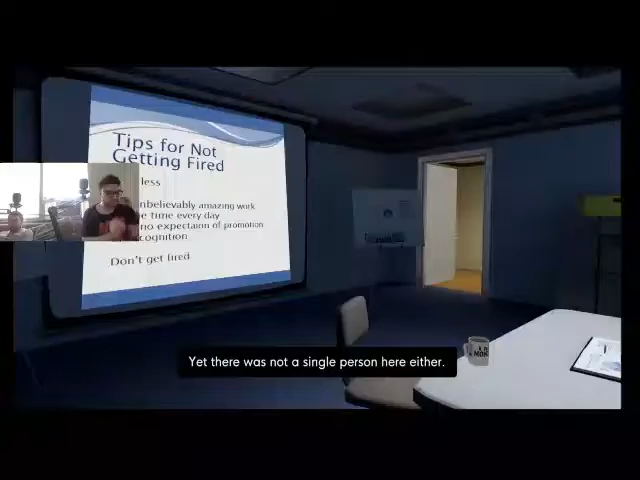 Tips for Not
Getting Fired
less
nbelievably amazing work
e time every day
no expectation of promotion
cognition
Don't get fired
Yet there was not a single person here either.